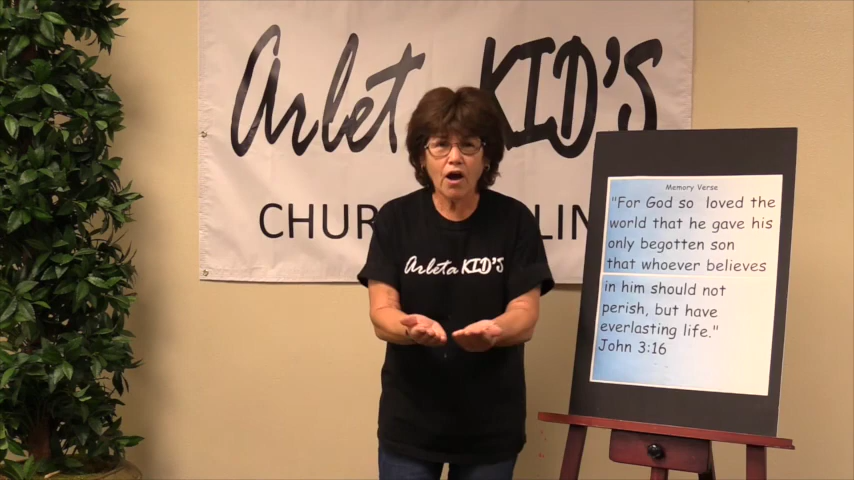 Arleta KID'S
CHUR LIN
Arleta KID'S
Memory Verse
"For God so loved the
world that he gave his
only begotten son
that whoever believes
in him should not
perish, but have
everlasting life."
John 3:16